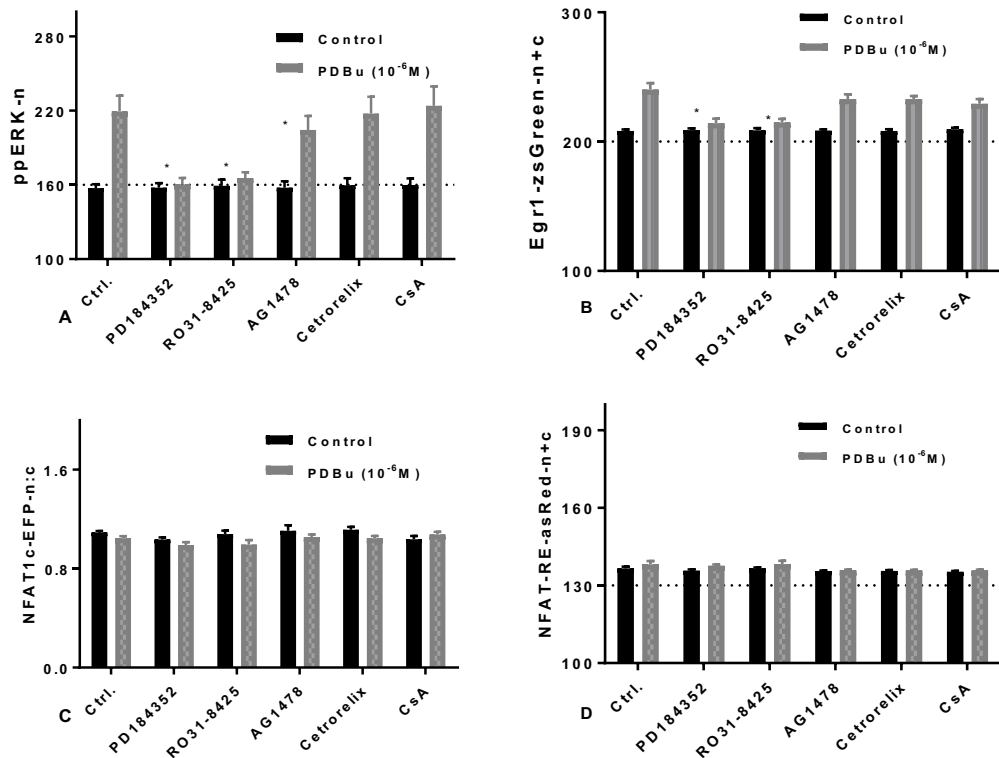 280
220
160
100
ppERK-n
Control
PDBu (10⁻⁶M)
*
*
*
Ctrl.
PD184352
RO31-8425
AG1478
Cetrorelix
CsA
A
300
200
100
Egr1-zsGreen-n+c
Control
PDBu (10⁻⁶M)
*
*
Ctrl.
PD184352
RO31-8425
AG1478
Cetrorelix
CsA
B
1.6
0.8
0.0
NFAT1c-EFP-n:c
Control
PDBu (10⁻⁶M)
Ctrl.
PD184352
RO31-8425
AG1478
Cetrorelix
CsA
C
190
160
130
100
NFAT-RE-asRed-n+c
Control
PDBu (10⁻⁶M)
Ctrl.
PD184352
RO31-8425
AG1478
Cetrorelix
CsA
D